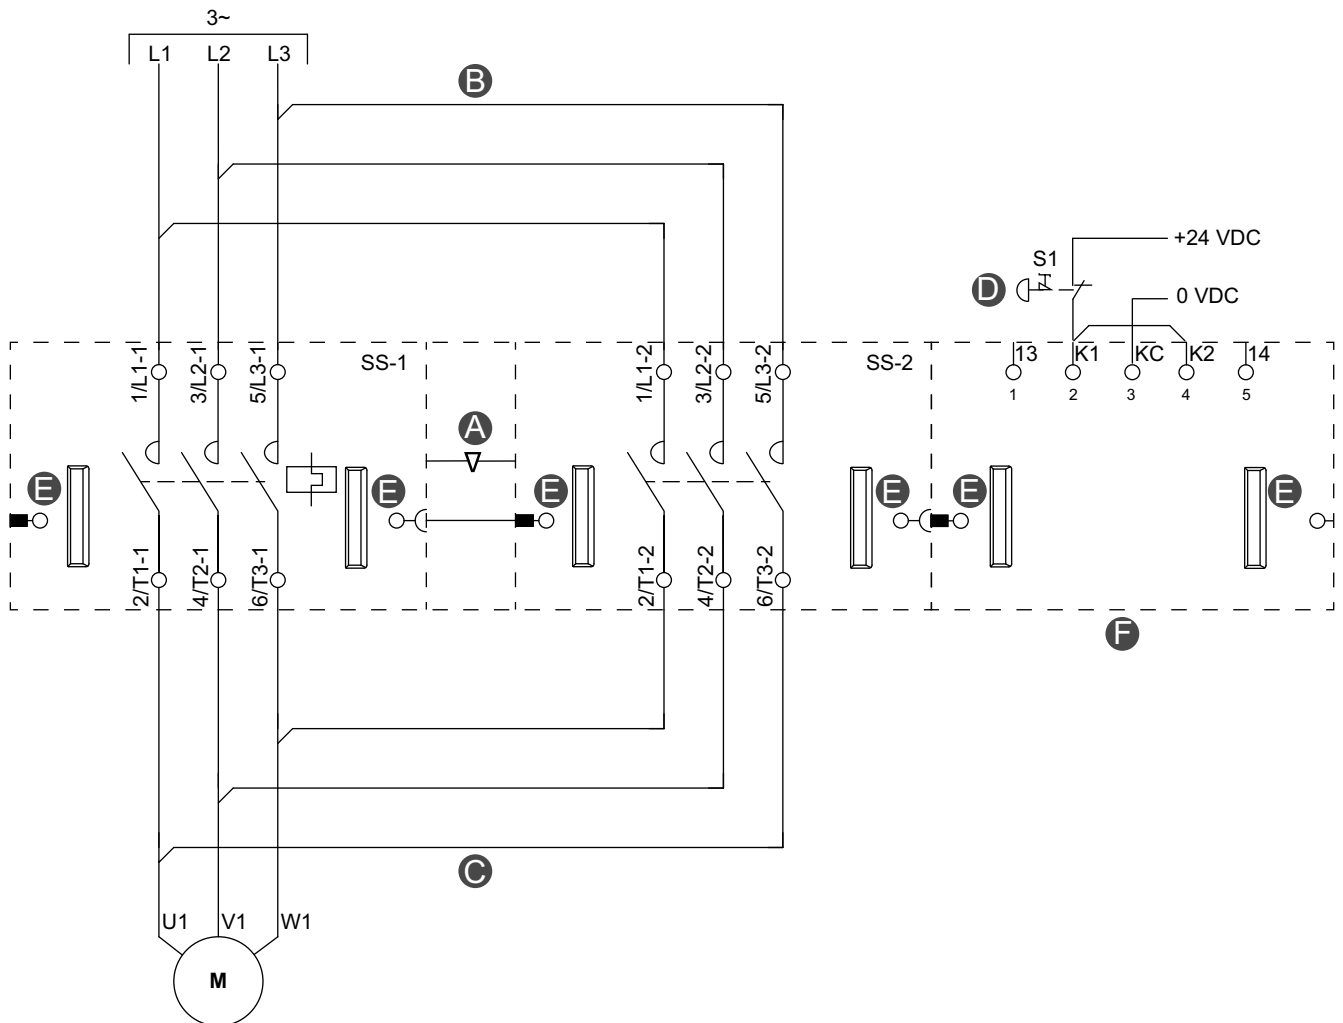 3~
L1 L2 L3
B
+24 VDC
S1
D
0 VDC
1/L1-1 3/L2-1 5/L3-1 SS-1 1/L1-2 3/L2-2 5/L3-2 SS-2 13 K1 KC K2 14
1 2 3 4 5
A
E E E E E E
2/T1-1 4/T2-1 6/T3-1 2/T1-2 4/T2-2 6/T3-2
F
C
U1 V1 W1
M